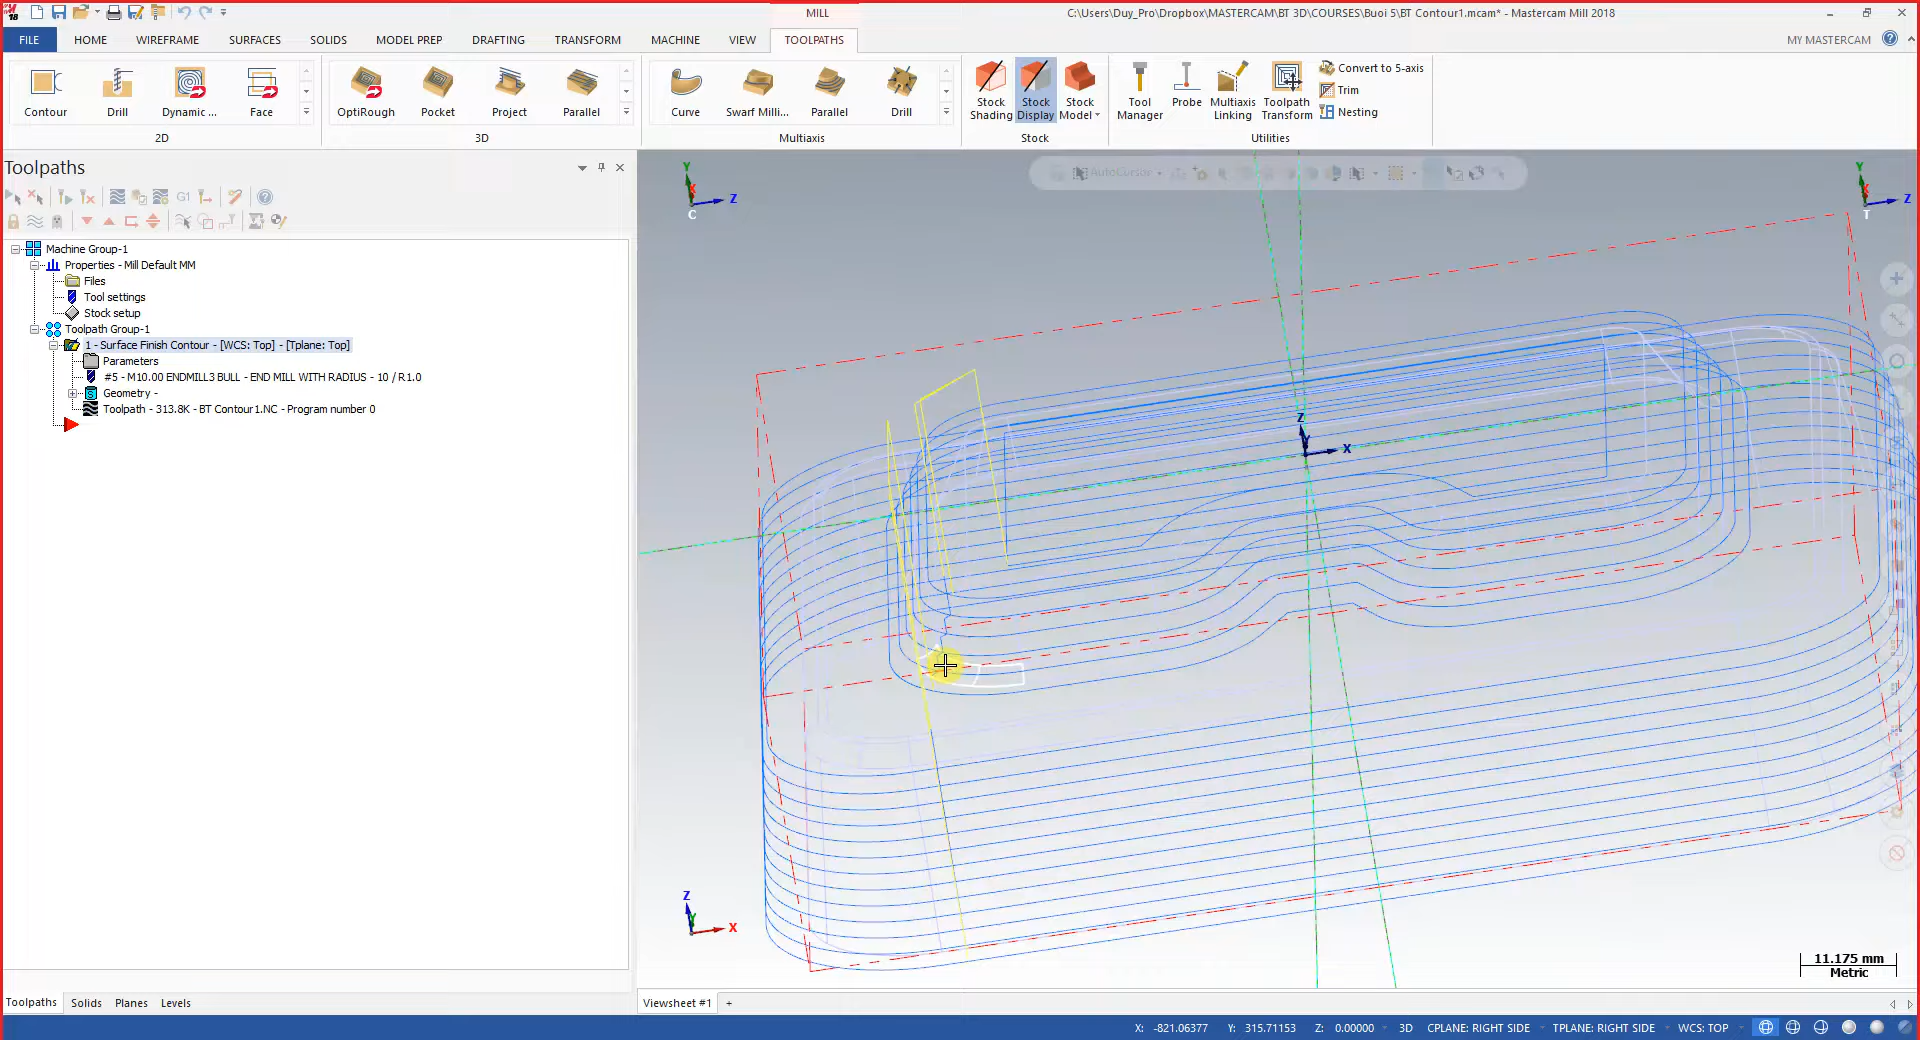 MILL
C:\Users\Duy_Pro\Dropbox\MASTERCAM\BT 3D\COURSES\Buoi 5\BT Contour1.mcam* - Mastercam Mill 2018
FILE HOME WIREFRAME SURFACES SOLIDS MODEL PREP DRAFTING TRANSFORM MACHINE VIEW TOOLPATHS MY MASTERCAM
Contour Drill Dynamic ... Face
2D
OptiRough Pocket Project Parallel
3D
Curve Swarf Milli... Parallel Drill
Multiaxis
Stock Shading
Stock Display
Stock Model
Stock
Tool Manager
Probe
Multiaxis Linking
Toolpath Transform
Convert to 5-axis
Trim
Nesting
Utilities
Toolpaths
G1
Machine Group-1
Properties - Mill Default MM
Files
Tool settings
Stock setup
Toolpath Group-1
1 - Surface Finish Contour - [WCS: Top] - [Tplane: Top]
Parameters
#5 - M10.00 ENDMILL3 BULL - END MILL WITH RADIUS - 10 / R1.0
Geometry -
Toolpath - 313.8K - BT Contour1.NC - Program number 0
AutoCursor
Y
X
Z
C
Y
X
Z
T
Z
X
Z
Y
X
11.175 mm
Metric
Toolpaths Solids Planes Levels
Viewsheet #1 +
X: -821.06377 Y: 315.71153 Z: 0.00000 3D CPLANE: RIGHT SIDE TPLANE: RIGHT SIDE WCS: TOP